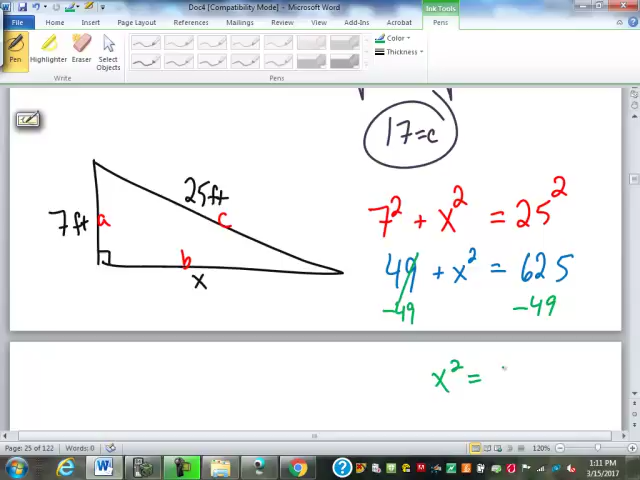 Doc4 [Compatibility Mode] - Microsoft Word
Ink Tools
File Home Insert Page Layout References Mailings Review View Add-Ins Acrobat Pens
Pen Highlighter Eraser Select Objects
Color
Thickness
Write
Pens
17=c
25ft
7ft a c
b
x
7² + x² = 25²
49 + x² = 625
-49 -49
x² =
Page: 25 of 122 Words: 0 120%
1:11 PM
3/15/2017